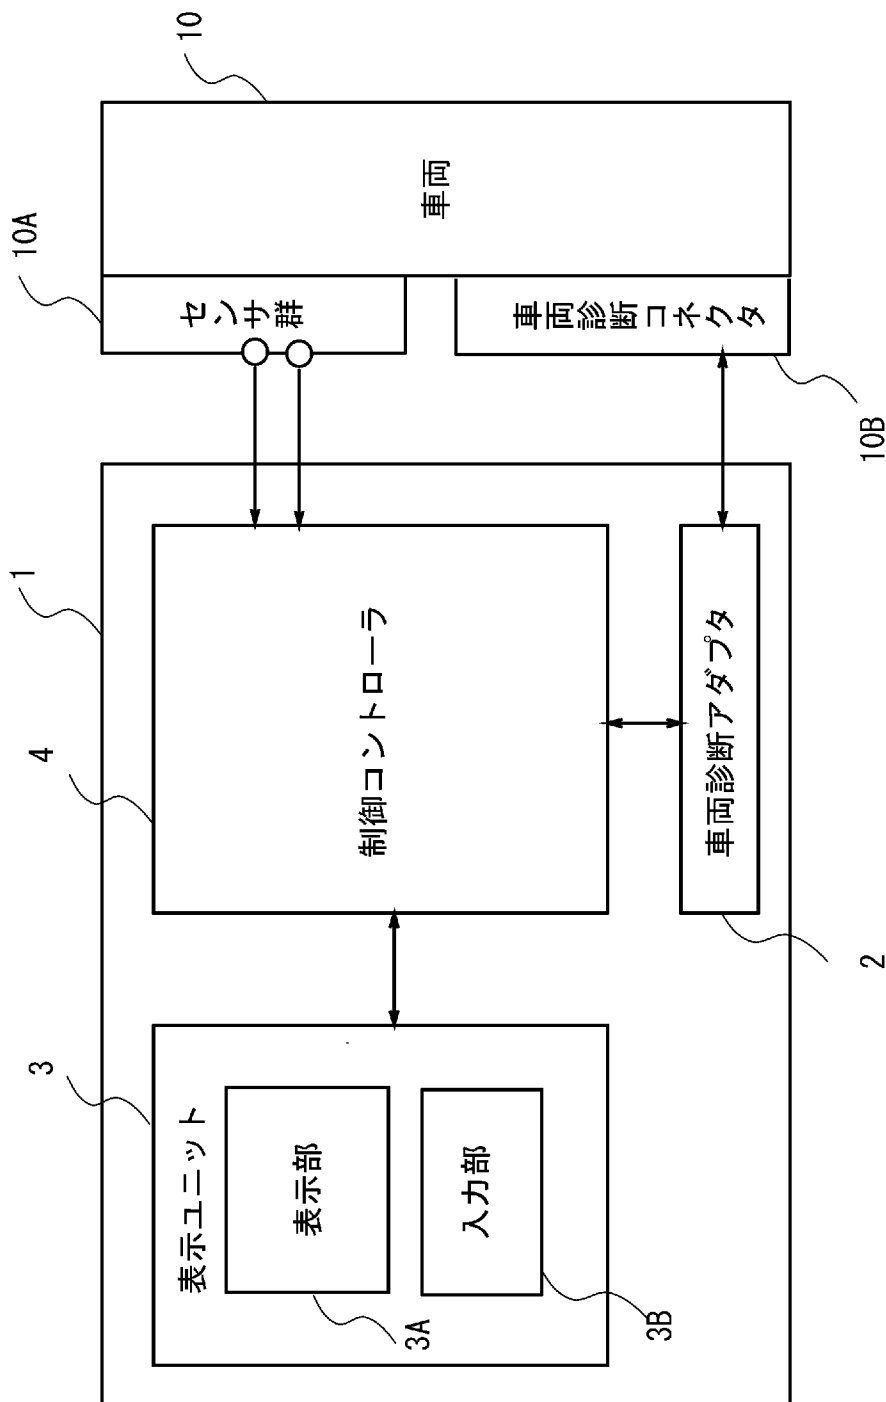 1
3
4
10A
10
表示ユニット
表示部
制御コントローラ
センサ群
車両
入力部
車両診断コネクタ
3A
3B
車両診断アダプタ
2
10B